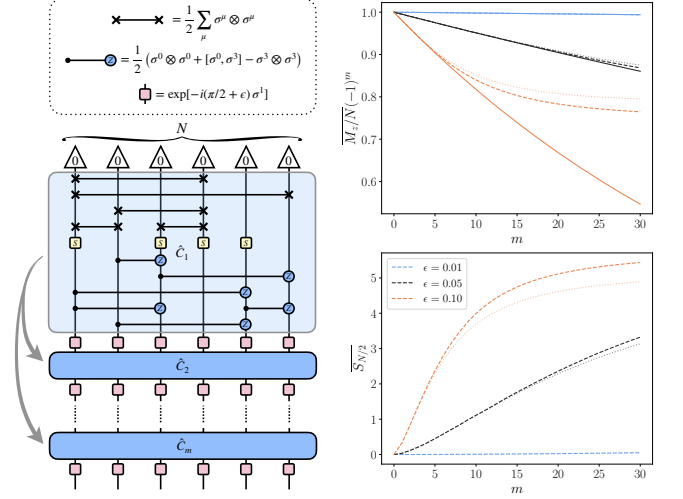 = 1/2 ∑_μ σ^μ ⊗ σ^μ
Z = 1/2 (σ^0 ⊗ σ^0 + [σ^0, σ^3] − σ^3 ⊗ σ^3)
= exp[−i(π/2 + ϵ) σ^1]
N
0 0 0 0 0 0
S S S S
Ĉ_1
Z
Z
Z
Z Z
Z
Ĉ_2
Ĉ_m
\overline{M_z/N(−1)^m}
1.0
0.9
0.8
0.7
0.6
0 5 10 15 20 25 30
m
\overline{S_{N/2}}
5
4
3
2
1
0
ϵ = 0.01
ϵ = 0.05
ϵ = 0.10
0 5 10 15 20 25 30
m